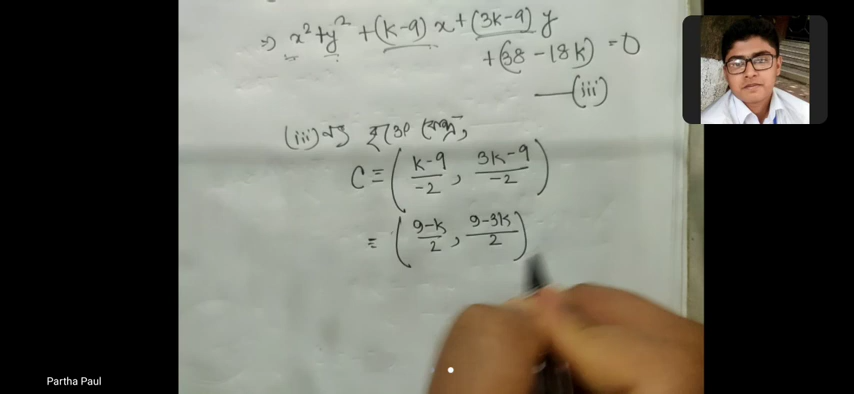 ⇒ x² + y² + (k-9)x + (3k-9)y
+ (38 - 18k) = 0
—(iii)
(iii) নং বৃত্তের কেন্দ্র,
C ≡ (k-9/-2, 3k-9/-2)
≡ (9-k/2, 9-3k/2)
Partha Paul